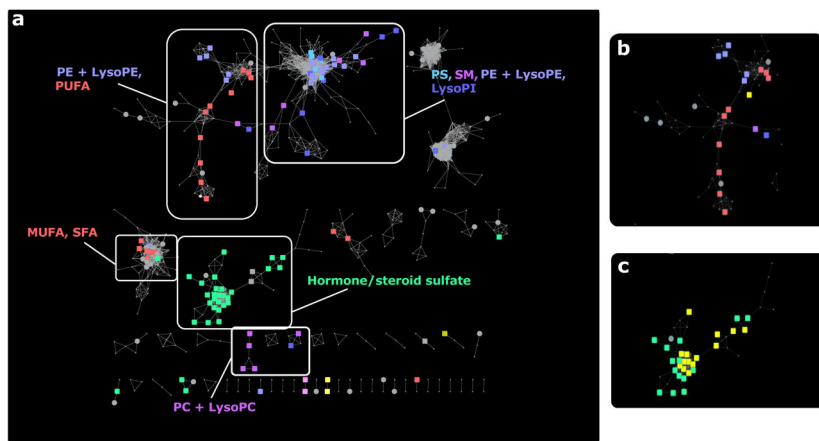 a
PE + LysoPE,
PUFA
PS, SM, PE + LysoPE,
LysoPI
MUFA, SFA
Hormone/steroid sulfate
PC + LysoPC
b
c